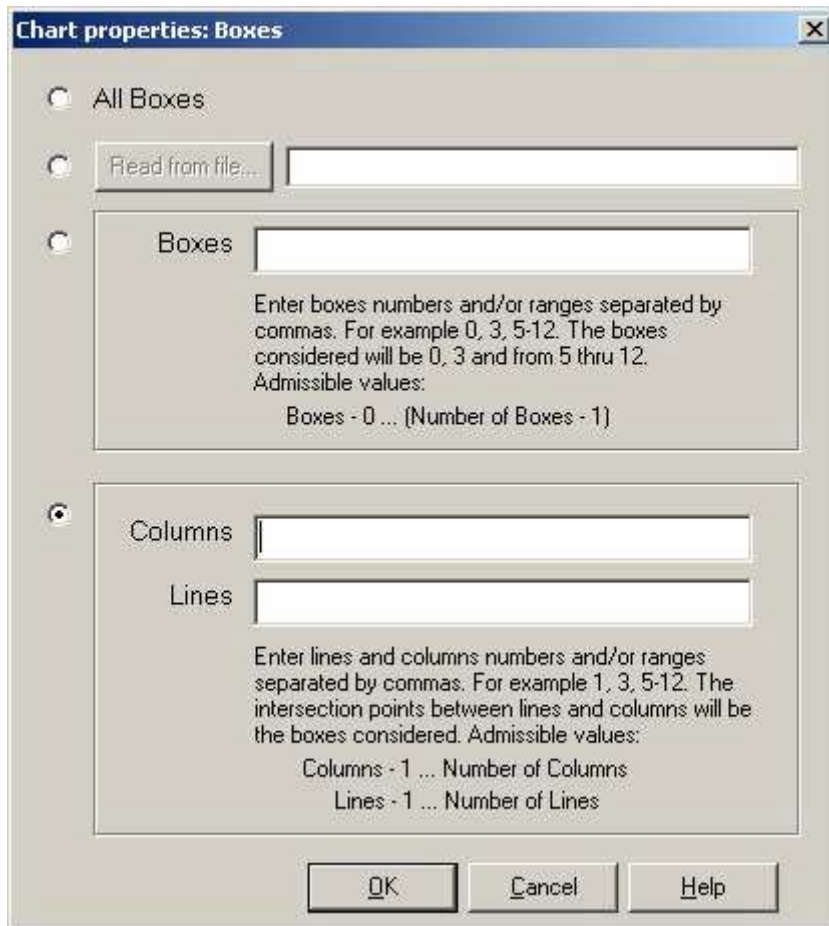 Chart properties: Boxes
All Boxes
Read from file...
Boxes
Enter boxes numbers and/or ranges separated by
commas. For example 0, 3, 5-12. The boxes
considered will be 0, 3 and from 5 thru 12.
Admissible values:
Boxes - 0 ... (Number of Boxes - 1)
Columns
Lines
Enter lines and columns numbers and/or ranges
separated by commas. For example 1, 3, 5-12. The
intersection points between lines and columns will be
the boxes considered. Admissible values:
Columns - 1 ... Number of Columns
Lines - 1 ... Number of Lines
OK Cancel Help